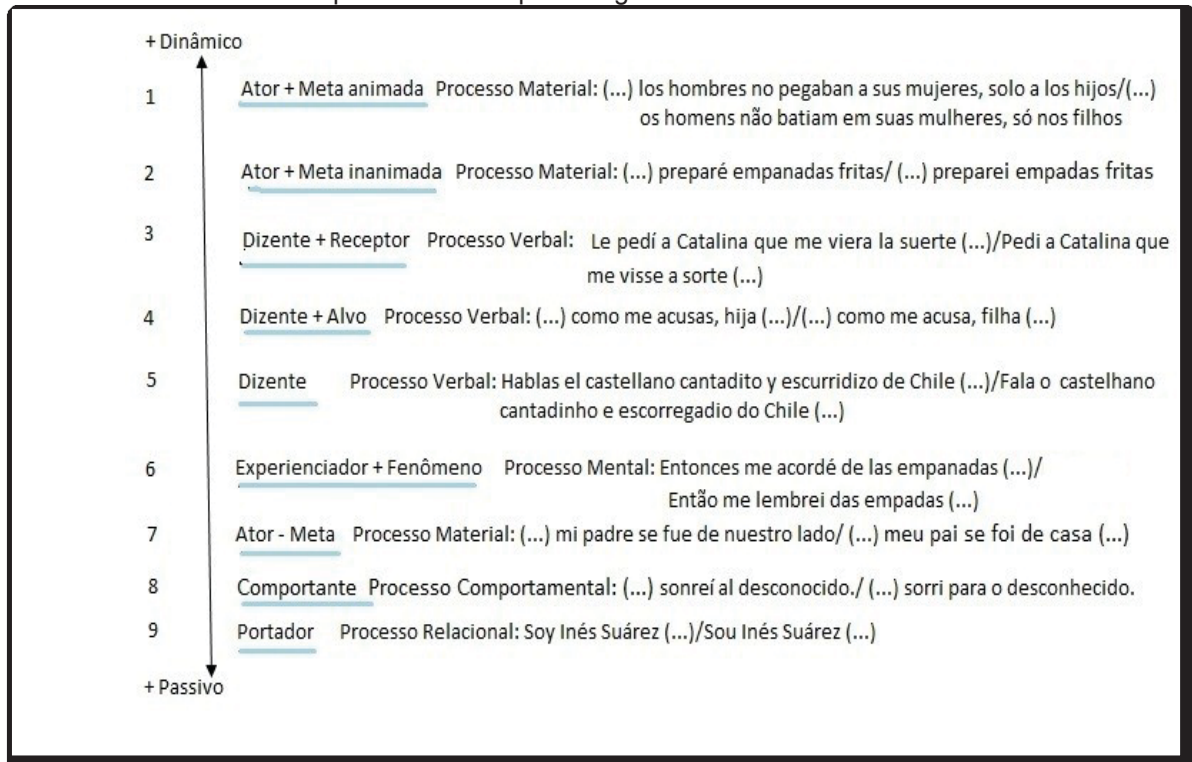 + Dinâmico
1 Ator + Meta animada Processo Material: (...) los hombres no pegaban a sus mujeres, solo a los hijos/(...)
os homens não batiam em suas mulheres, só nos filhos
2 Ator + Meta inanimada Processo Material: (...) preparé empanadas fritas/ (...) preparei empadas fritas
3 Dizente + Receptor Processo Verbal: Le pedí a Catalina que me viera la suerte (...)/Pedi a Catalina que
me visse a sorte (...)
4 Dizente + Alvo Processo Verbal: (...) como me acusas, hija (...)/(...) como me acusa, filha (...)
5 Dizente Processo Verbal: Hablas el castellano cantadito y escurridizo de Chile (...)/Fala o castelhano
cantadinho e escorregadio do Chile (...)
6 Experienciador + Fenômeno Processo Mental: Entonces me acordé de las empanadas (...)/
Então me lembrei das empadas (...)
7 Ator - Meta Processo Material: (...) mi padre se fue de nuestro lado/ (...) meu pai se foi de casa (...)
8 Comportante Processo Comportamental: (...) sonreí al desconocido./ (...) sorri para o desconhecido.
9 Portador Processo Relacional: Soy Inés Suárez (...)/Sou Inés Suárez (...)
+ Passivo